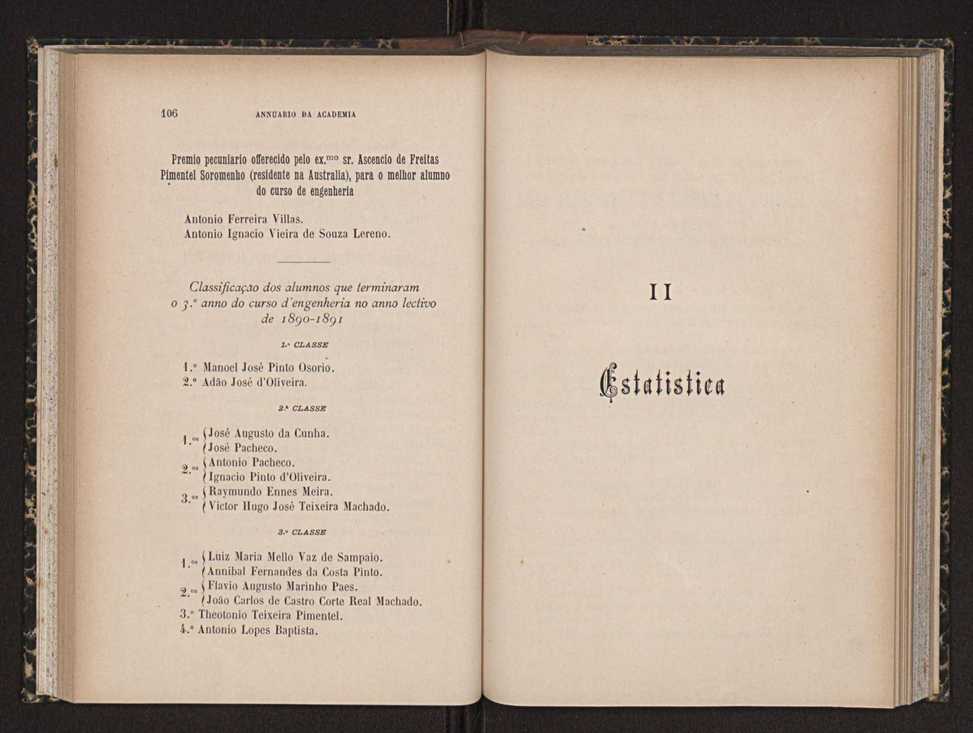 106 ANNUARIO DA ACADEMIA
Premio pecuniario offerecido pelo ex.mo sr. Ascencio de Freitas
Pimentel Soromenho (residente na Australia), para o melhor alumno
do curso de engenheria
Antonio Ferreira Villas.
Antonio Ignacio Vieira de Souza Lereno.
Classificação dos alumnos que terminaram
o 3.º anno do curso d'engenheria no anno lectivo
de 1890-1891
1.ª CLASSE
1.º Manoel José Pinto Osorio.
2.º Adão José d'Oliveira.
2.ª CLASSE
1.os { José Augusto da Cunha.
José Pacheco.
2.os { Antonio Pacheco.
Ignacio Pinto d'Oliveira.
3.os { Raymundo Ennes Meira.
Victor Hugo José Teixeira Machado.
3.ª CLASSE
1.os { Luiz Maria Mello Vaz de Sampaio.
Annibal Fernandes da Costa Pinto.
2.os { Flavio Augusto Marinho Paes.
João Carlos de Castro Corte Real Machado.
3.º Theotonio Teixeira Pimentel.
4.º Antonio Lopes Baptista.
II
Estatistica